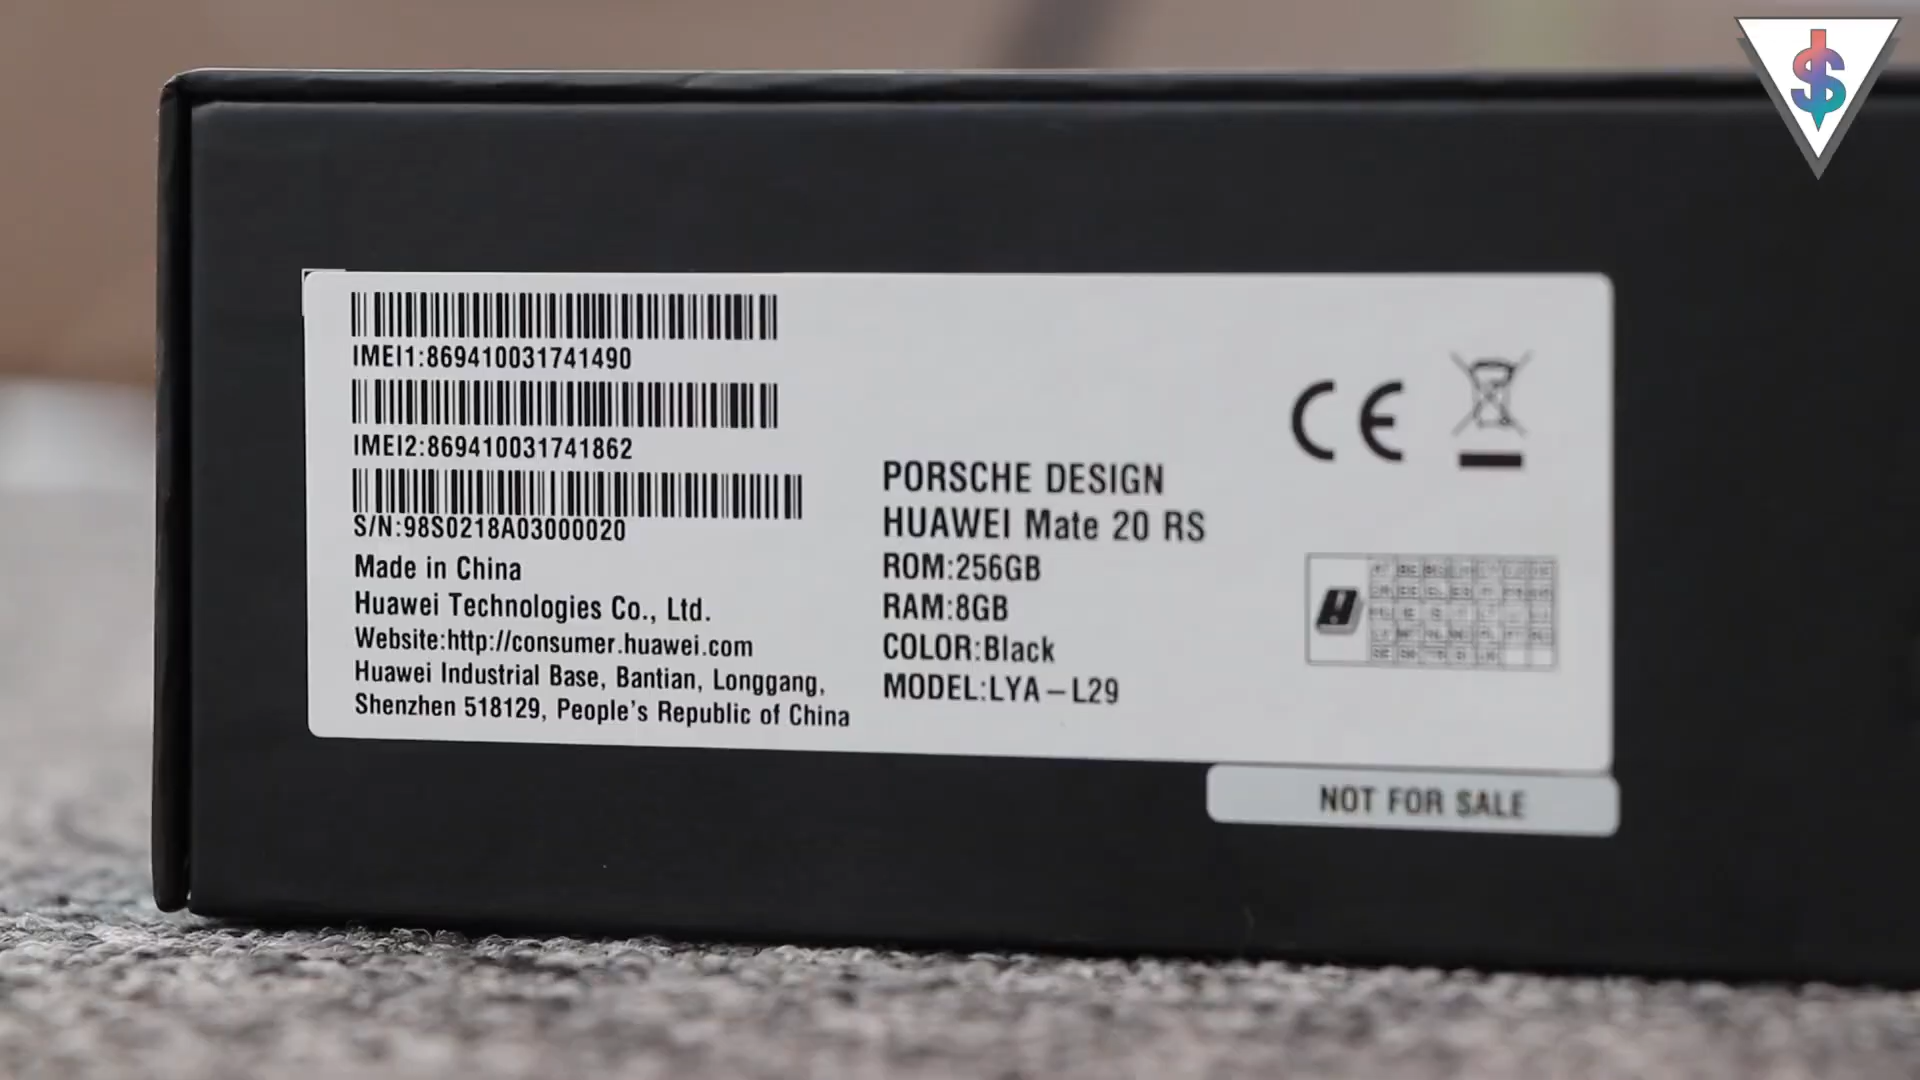 IMEI1:869410031741490
IMEI2:869410031741862
S/N:98S0218A03000020
Made in China
Huawei Technologies Co., Ltd.
Website:http://consumer.huawei.com
Huawei Industrial Base, Bantian, Longgang,
Shenzhen 518129, People's Republic of China
PORSCHE DESIGN
HUAWEI Mate 20 RS
ROM:256GB
RAM:8GB
COLOR:Black
MODEL:LYA-L29
CE
NOT FOR SALE